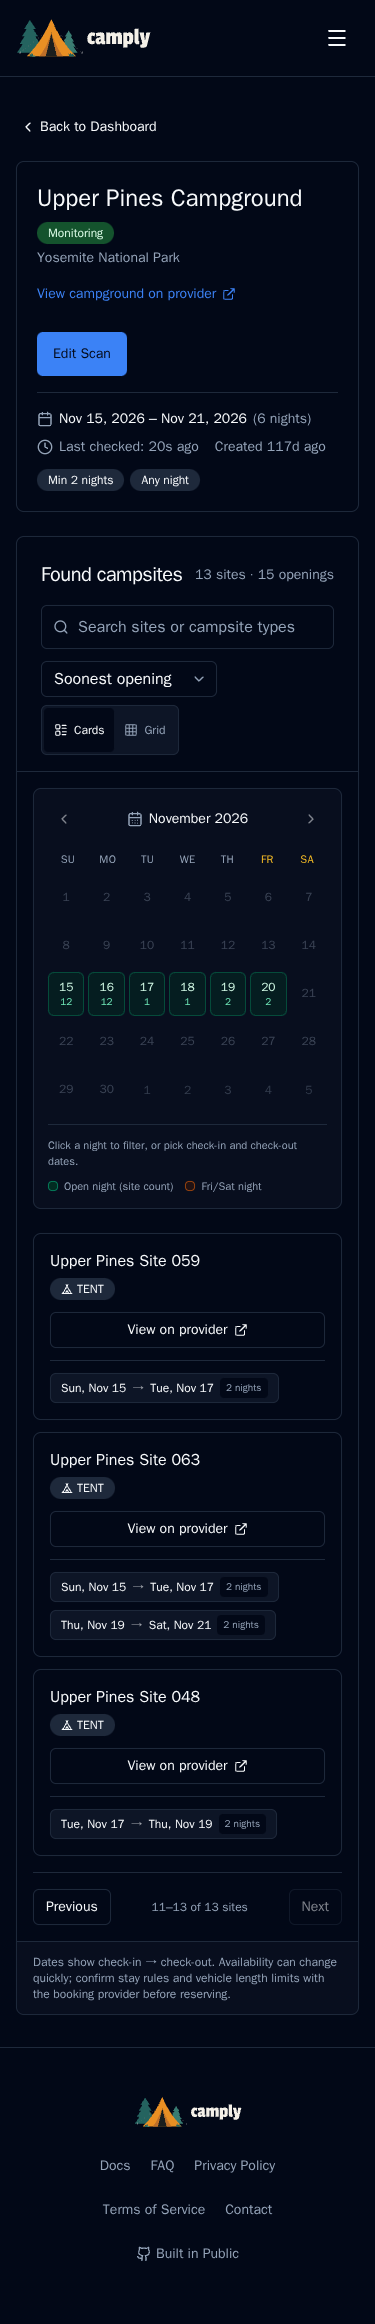 camply
Back to Dashboard
Upper Pines Campground
Monitoring
Yosemite National Park
View campground on provider
Edit Scan
Nov 15, 2026 – Nov 21, 2026 (6 nights)
Last checked: 20s ago Created 117d ago
Min 2 nights Any night
Found campsites 13 sites · 15 openings
Search sites or campsite types
Soonest opening
Cards Grid
November 2026
SU MO TU WE TH FR SA
1 2 3 4 5 6 7
8 9 10 11 12 13 14
15 16 17 18 19 20 21
12 12 1 1 2 2
22 23 24 25 26 27 28
29 30 1 2 3 4 5
Click a night to filter, or pick check-in and check-out
dates.
Open night (site count) Fri/Sat night
Upper Pines Site 059
TENT
View on provider
Sun, Nov 15 → Tue, Nov 17 2 nights
Upper Pines Site 063
TENT
View on provider
Sun, Nov 15 → Tue, Nov 17 2 nights
Thu, Nov 19 → Sat, Nov 21 2 nights
Upper Pines Site 048
TENT
View on provider
Tue, Nov 17 → Thu, Nov 19 2 nights
Previous 11–13 of 13 sites Next
Dates show check-in → check-out. Availability can change
quickly; confirm stay rules and vehicle length limits with
the booking provider before reserving.
camply
Docs FAQ Privacy Policy
Terms of Service Contact
Built in Public